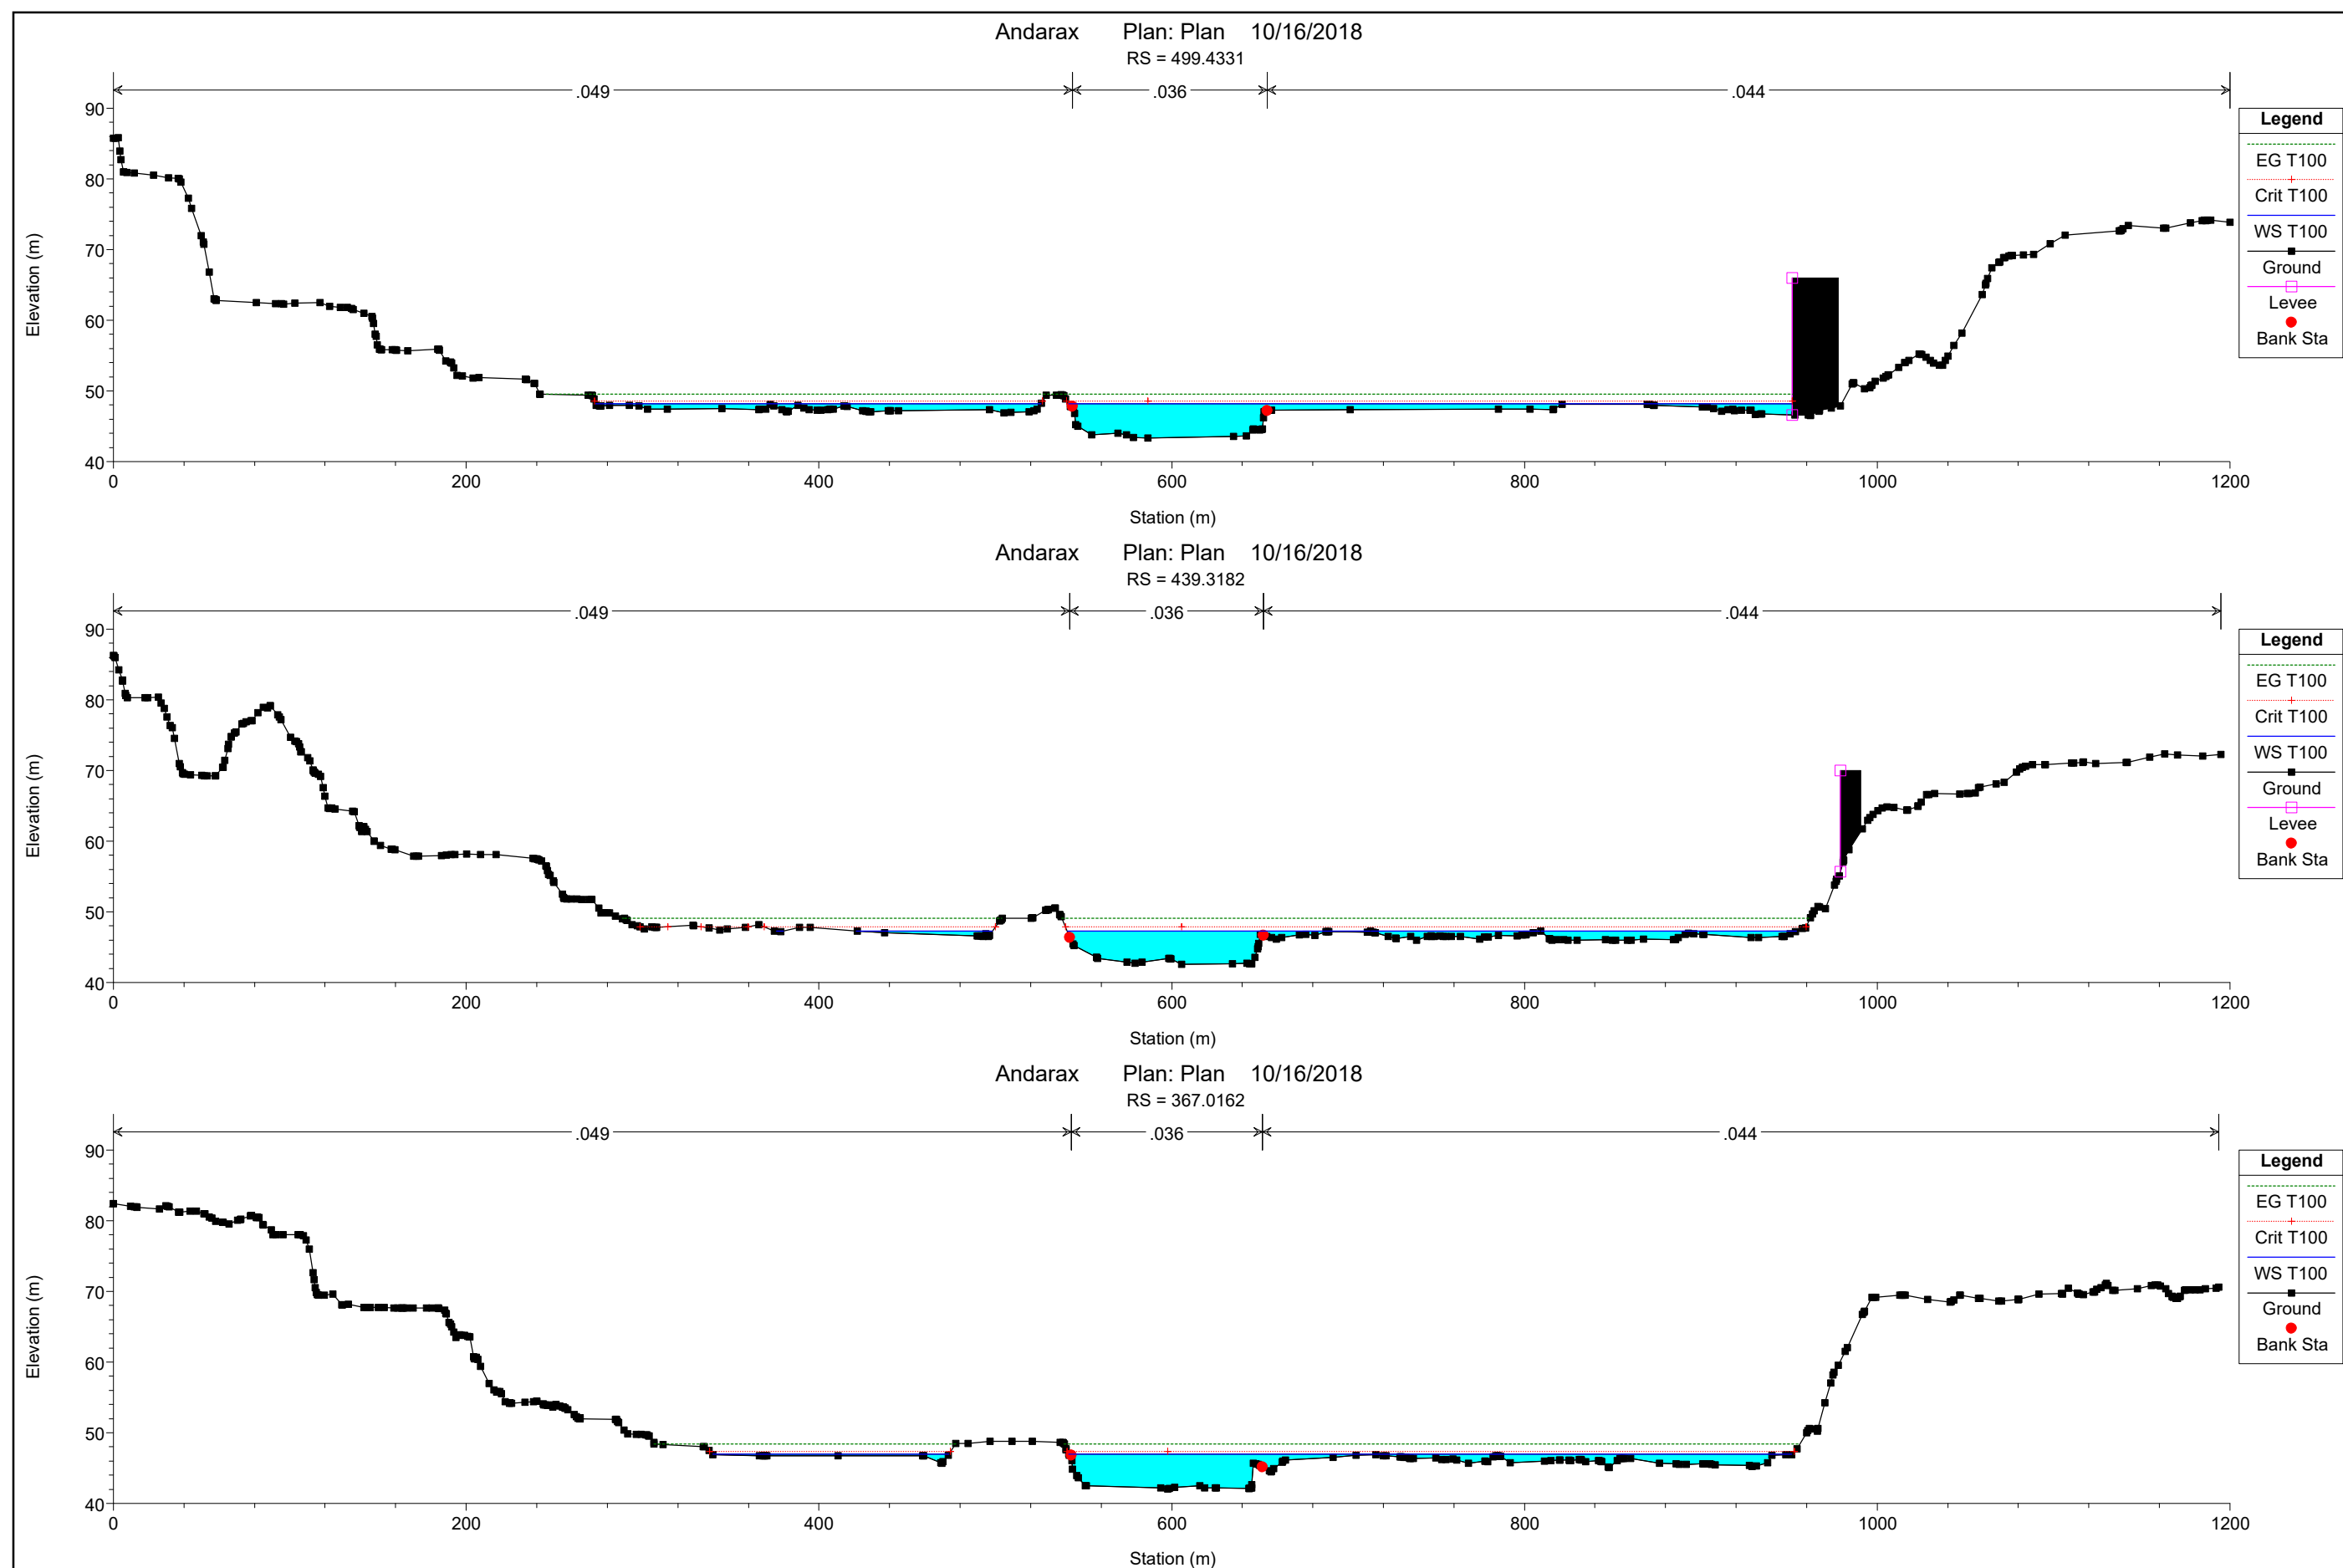 Andarax Plan: Plan 10/16/2018
RS = 499.4331
.049 .036 .044
90
80
70
60
50
40
Elevation (m)
0 200 400 600 800 1000 1200
Station (m)
Legend
EG T100
Crit T100
WS T100
Ground
Levee
Bank Sta
Andarax Plan: Plan 10/16/2018
RS = 439.3182
.049 .036 .044
90
80
70
60
50
40
Elevation (m)
0 200 400 600 800 1000 1200
Station (m)
Legend
EG T100
Crit T100
WS T100
Ground
Levee
Bank Sta
Andarax Plan: Plan 10/16/2018
RS = 367.0162
.049 .036 .044
90
80
70
60
50
40
Elevation (m)
0 200 400 600 800 1000 1200
Station (m)
Legend
EG T100
Crit T100
WS T100
Ground
Bank Sta